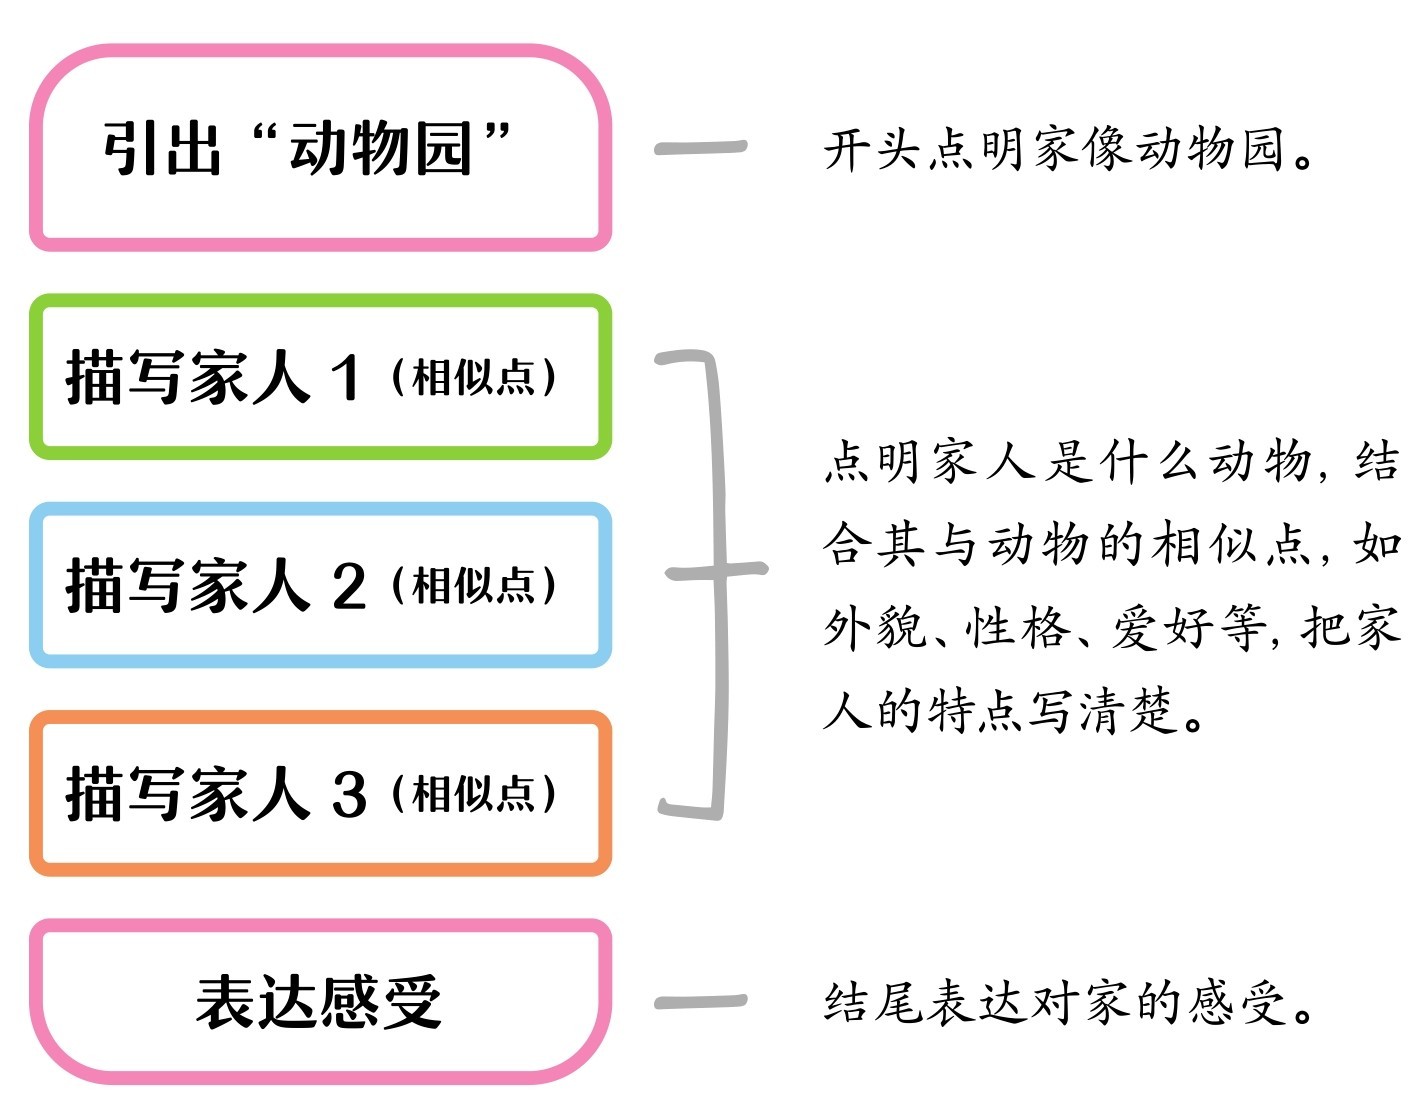 引出“动物园”
开头点明家像动物园。
描写家人1（相似点）
描写家人2（相似点）
描写家人3（相似点）
点明家人是什么动物，结
合其与动物的相似点，如
外貌、性格、爱好等，把家
人的特点写清楚。
表达感受
结尾表达对家的感受。